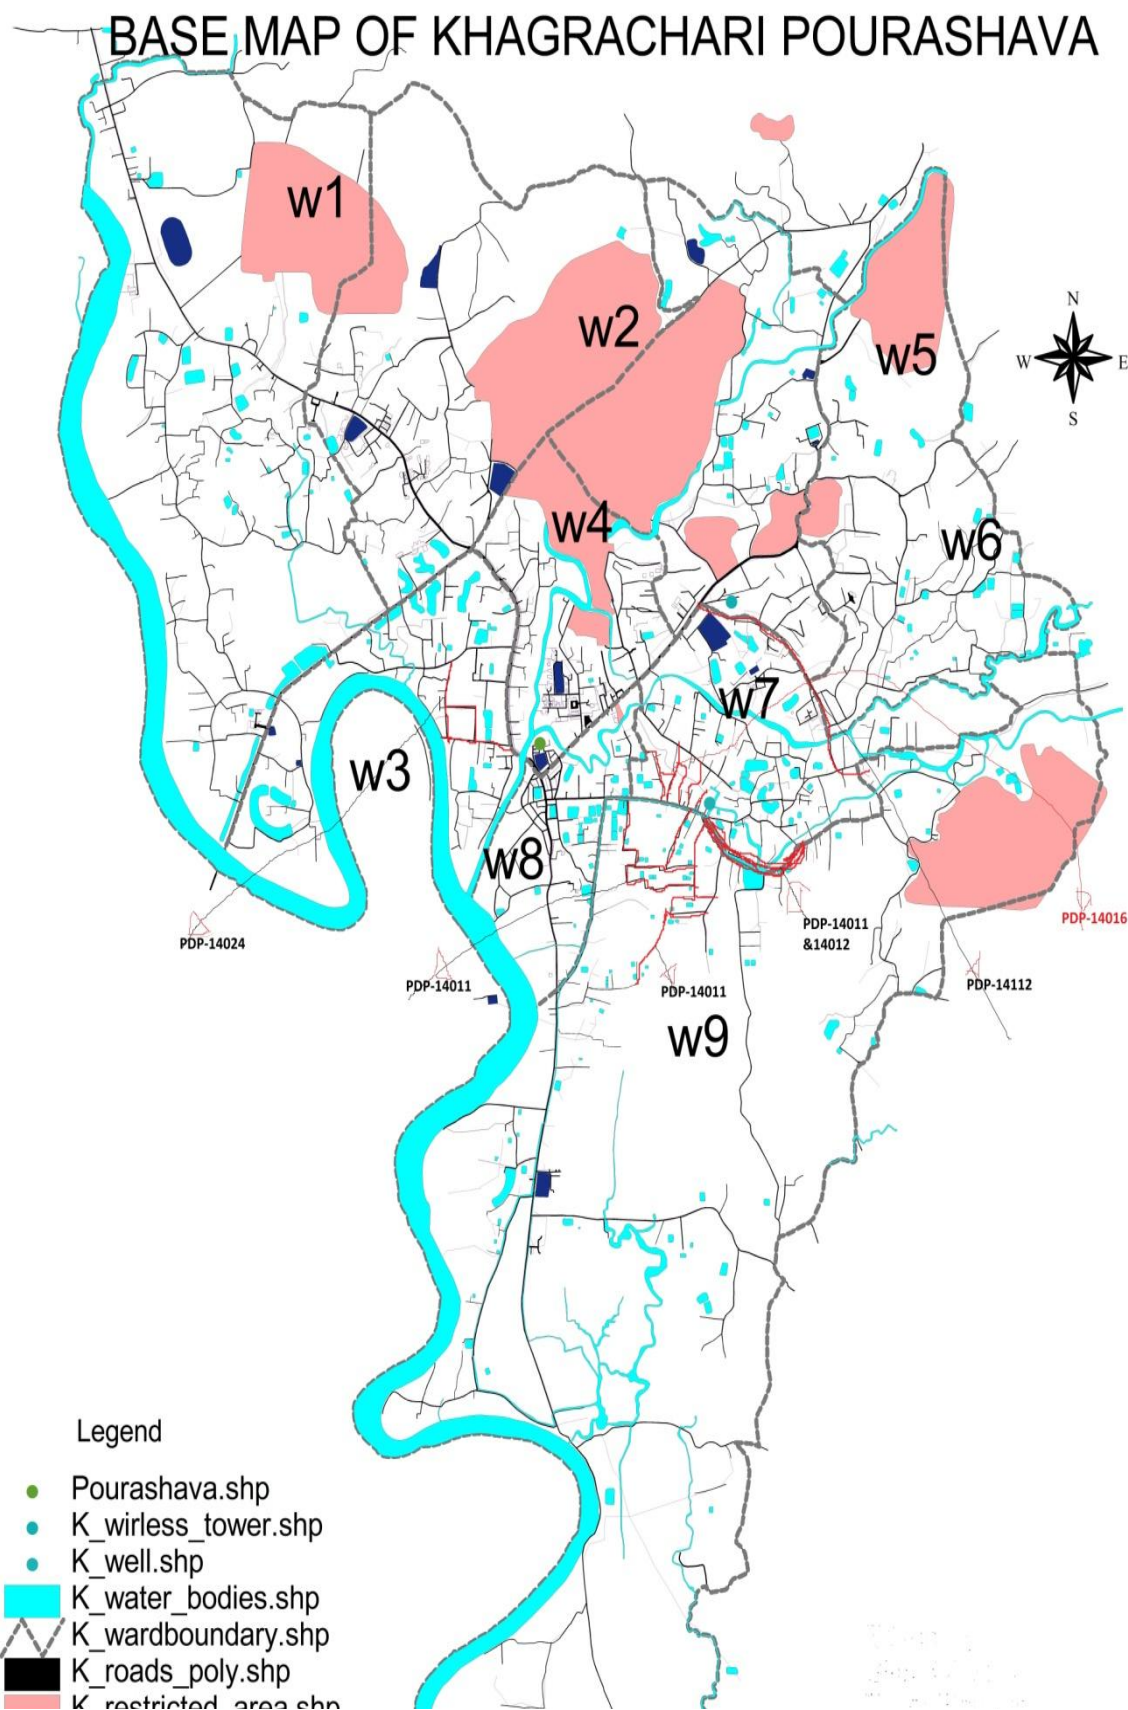 BASE MAP OF KHAGRACHARI POURASHAVA
w1
w2
w5
N
W E
S
w4
w6
w7
w3
w8
PDP-14016
PDP-14011
&14012
PDP-14024
PDP-14011
PDP-14011
PDP-14112
w9
Legend
Pourashava.shp
K_wirless_tower.shp
K_well.shp
K_water_bodies.shp
K_wardboundary.shp
K_roads_poly.shp
K_restricted_area.shp